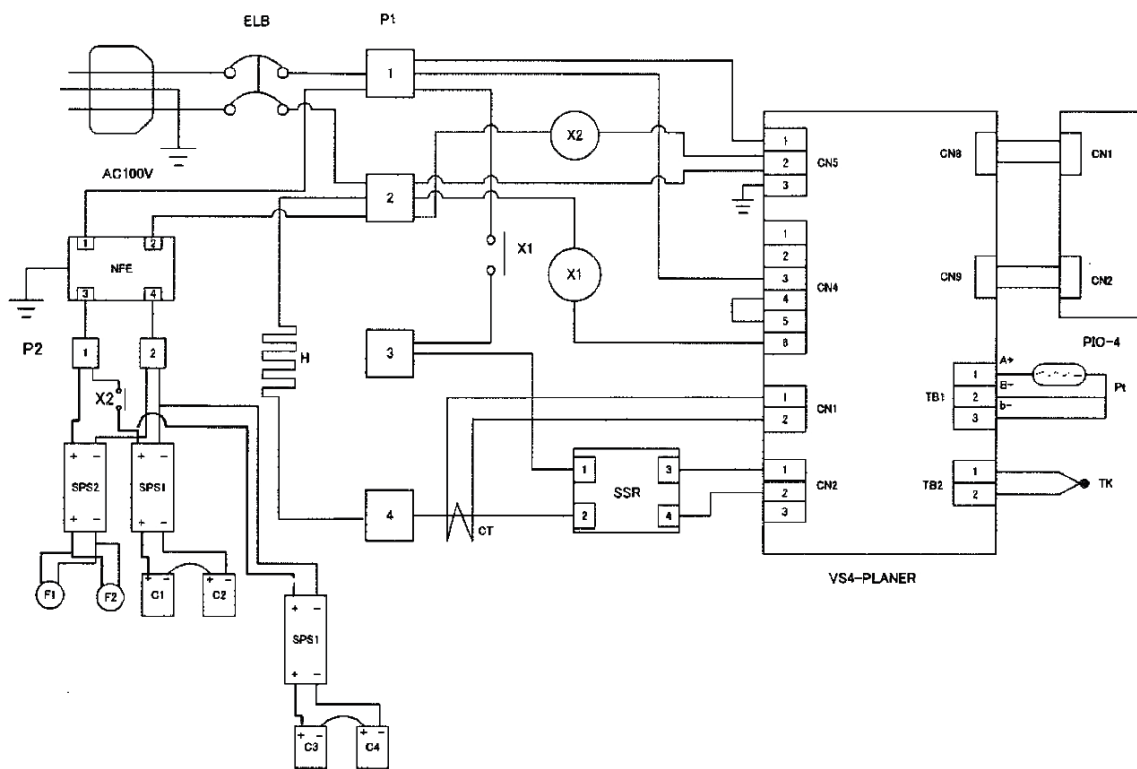 ELB
P1
1
X2
1
2
3
CN5
CN8
CN1
AC100V
2
1
2
NFE
3
4
X1
X1
1
2
3
4
5
6
CN4
CN9
CN2
P2
1
2
H
3
PIO-4
A+
B-
b-
1
2
3
TB1
Pt
X2
1
2
CN1
+ -
SPS2
+ -
+ -
SPS1
+ -
4
CT
1
2
3
4
SSR
1
2
3
CN2
1
2
TB2
TK
VS4-PLANER
F1
F2
+ -
C1
+ -
C2
+ -
SPS1
+ -
+ -
C3
+ -
C4